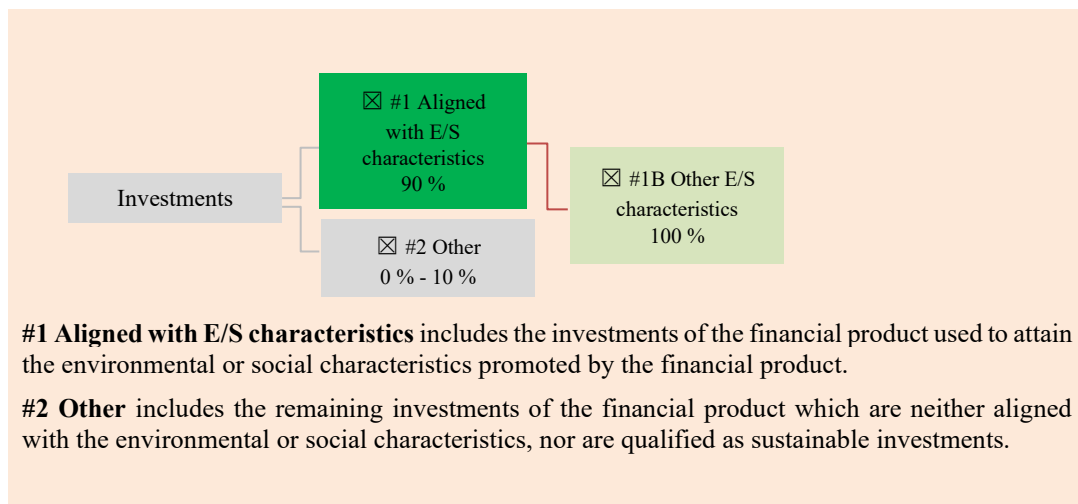 ☒ #1 Aligned
with E/S
characteristics
90 %
Investments
☒ #1B Other E/S
characteristics
100 %
☒ #2 Other
0 % - 10 %
#1 Aligned with E/S characteristics includes the investments of the financial product used to attain
the environmental or social characteristics promoted by the financial product.
#2 Other includes the remaining investments of the financial product which are neither aligned
with the environmental or social characteristics, nor are qualified as sustainable investments.